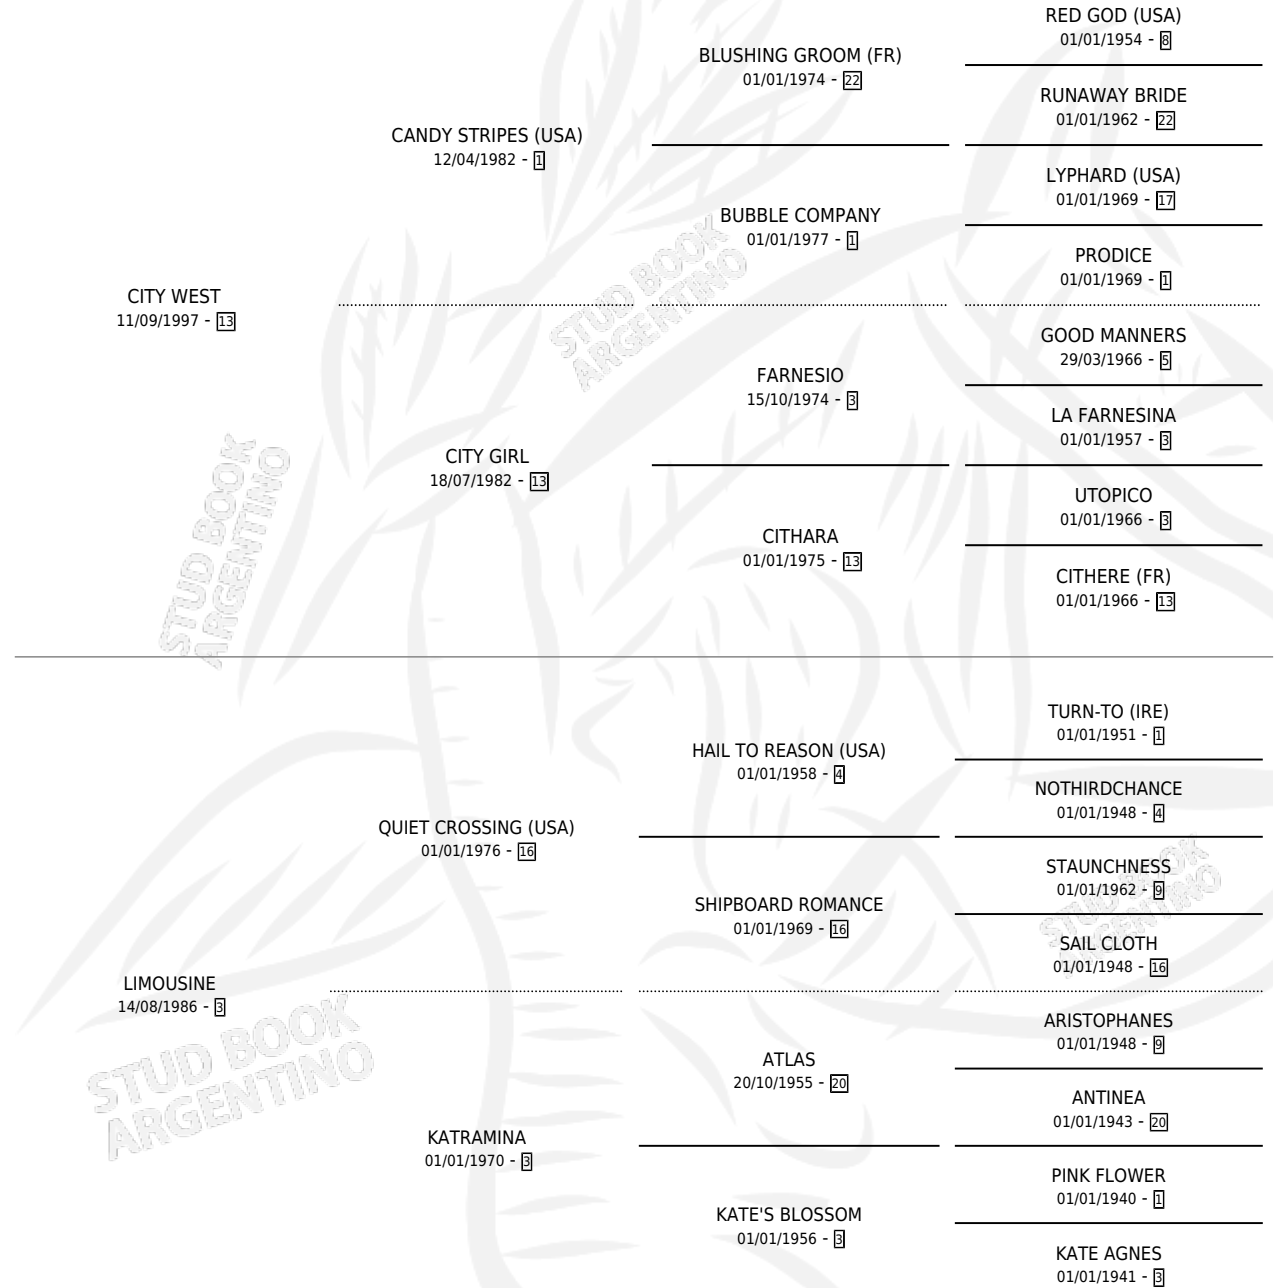 RED GOD (USA)
01/01/1954 - 8
BLUSHING GROOM (FR)
01/01/1974 - 22
RUNAWAY BRIDE
01/01/1962 - 22
CANDY STRIPES (USA)
12/04/1982 - 1
LYPHARD (USA)
01/01/1969 - 17
BUBBLE COMPANY
01/01/1977 - 1
PRODICE
01/01/1969 - 1
CITY WEST
11/09/1997 - 13
STUD BOOK
ARGENTINO
GOOD MANNERS
29/03/1966 - 5
FARNESIO
15/10/1974 - 3
LA FARNESINA
01/01/1957 - 3
CITY GIRL
18/07/1982 - 13
UTOPICO
01/01/1966 - 3
CITHARA
01/01/1975 - 13
CITHERE (FR)
01/01/1966 - 13
STUD BOOK
ARGENTINO
TURN-TO (IRE)
01/01/1951 - 1
HAIL TO REASON (USA)
01/01/1958 - 4
NOTHIRDCHANCE
01/01/1948 - 4
QUIET CROSSING (USA)
01/01/1976 - 16
STAUNCHNESS
01/01/1962 - 9
SHIPBOARD ROMANCE
01/01/1969 - 16
SAIL CLOTH
01/01/1948 - 16
STUD BOOK
ARGENTINO
LIMOUSINE
14/08/1986 - 3
ARISTOPHANES
01/01/1948 - 9
ATLAS
20/10/1955 - 20
ANTINEA
01/01/1943 - 20
STUD BOOK
ARGENTINO
KATRAMINA
01/01/1970 - 3
PINK FLOWER
01/01/1940 - 1
KATE'S BLOSSOM
01/01/1956 - 3
KATE AGNES
01/01/1941 - 3